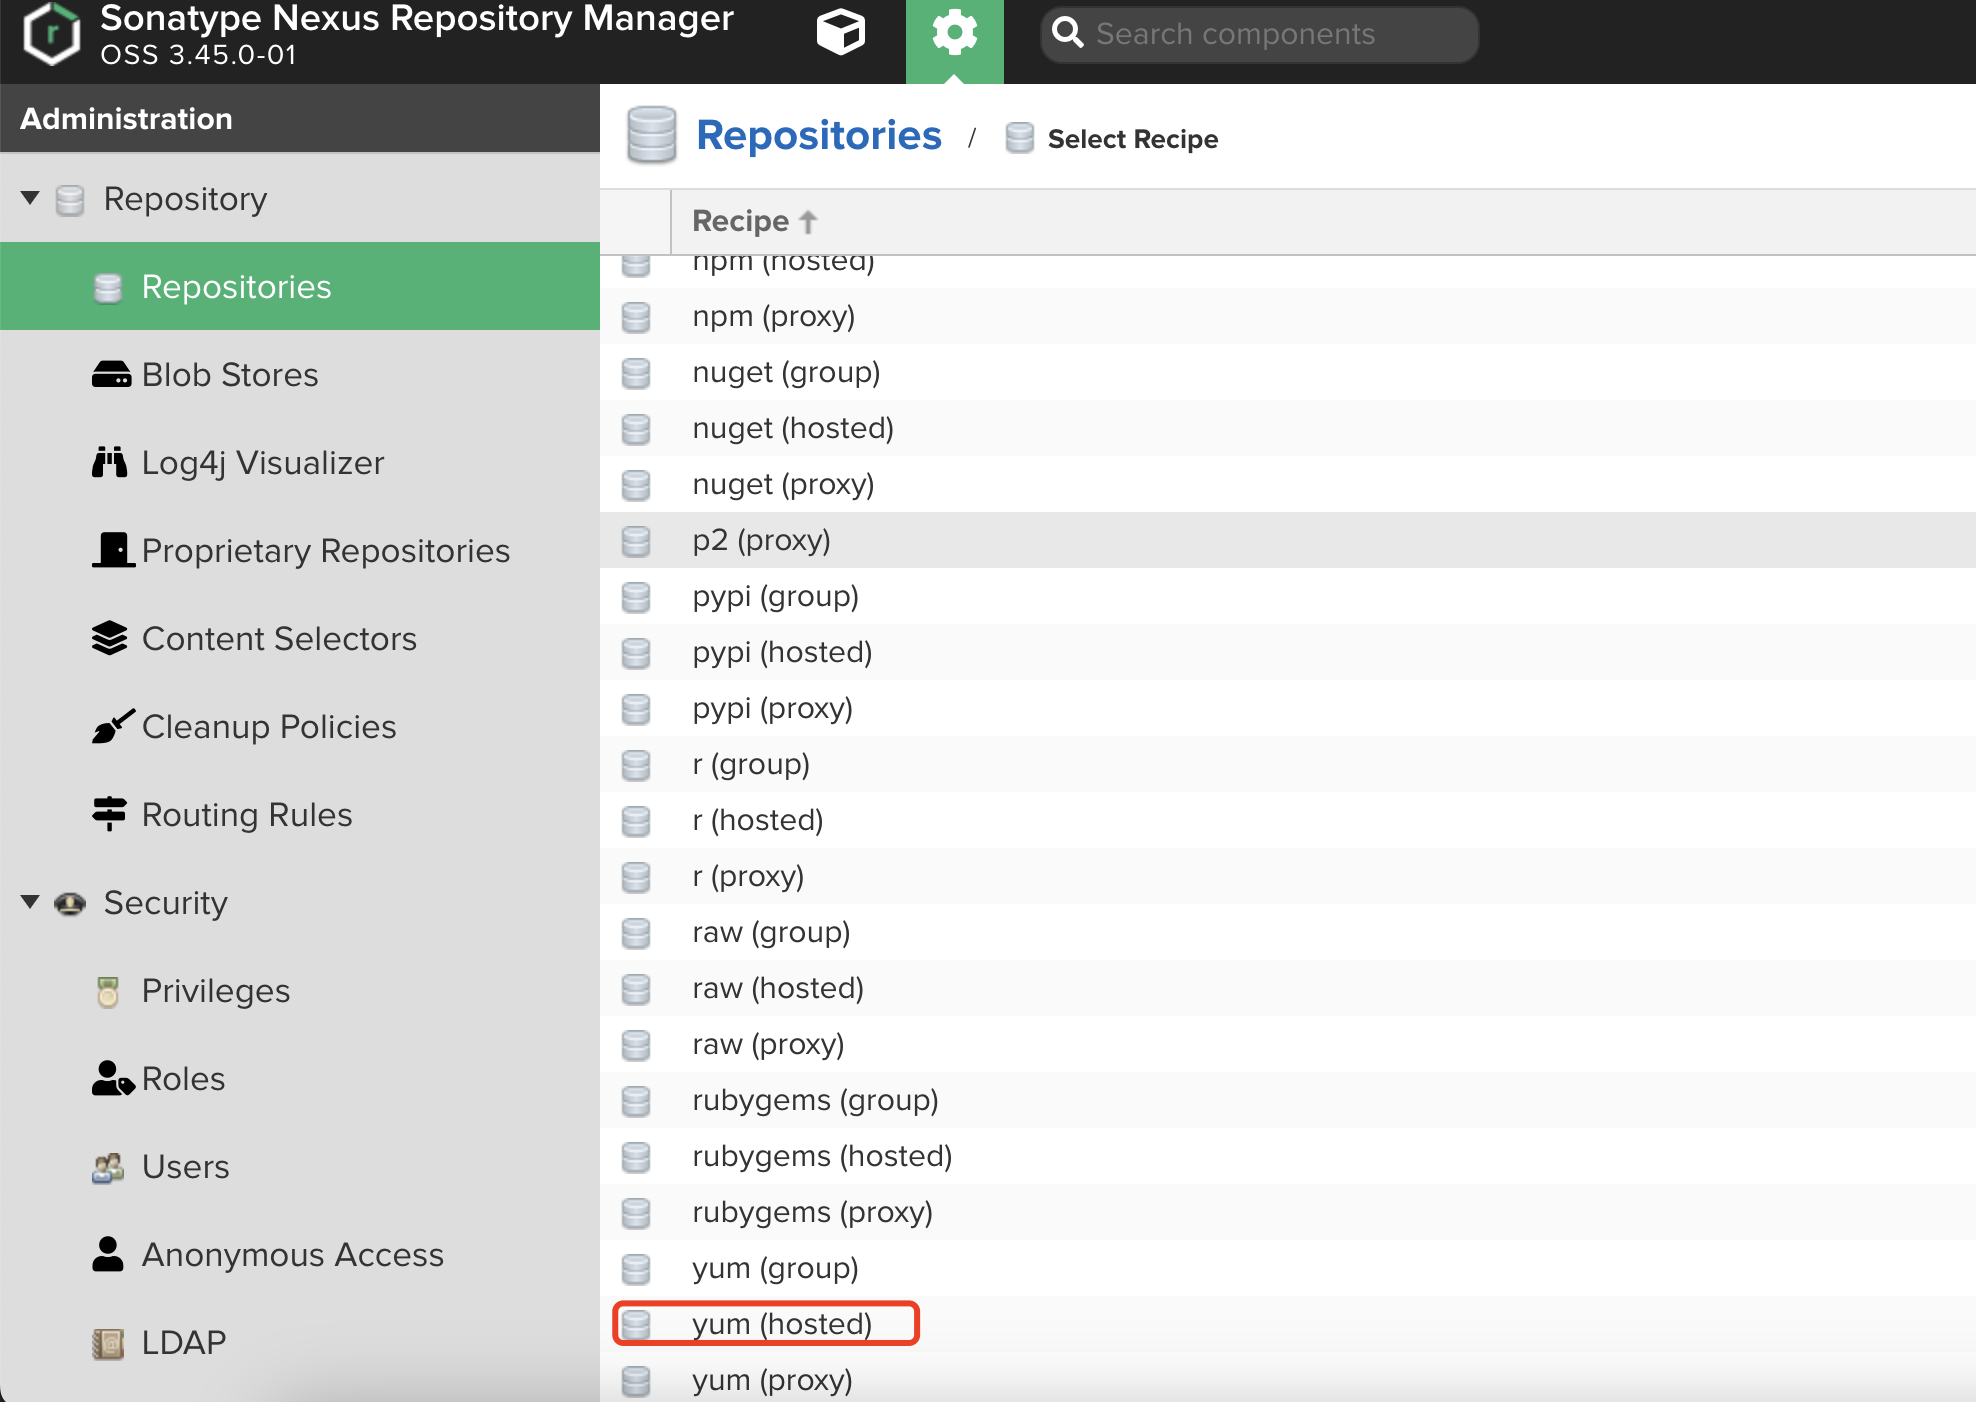 Sonatype Nexus Repository Manager
OSS 3.45.0-01
Search components
Administration
Repository
Repositories
Blob Stores
Log4j Visualizer
Proprietary Repositories
Content Selectors
Cleanup Policies
Routing Rules
Security
Privileges
Roles
Users
Anonymous Access
LDAP
Repositories / Select Recipe
Recipe
npm (hosted)
npm (proxy)
nuget (group)
nuget (hosted)
nuget (proxy)
p2 (proxy)
pypi (group)
pypi (hosted)
pypi (proxy)
r (group)
r (hosted)
r (proxy)
raw (group)
raw (hosted)
raw (proxy)
rubygems (group)
rubygems (hosted)
rubygems (proxy)
yum (group)
yum (hosted)
yum (proxy)